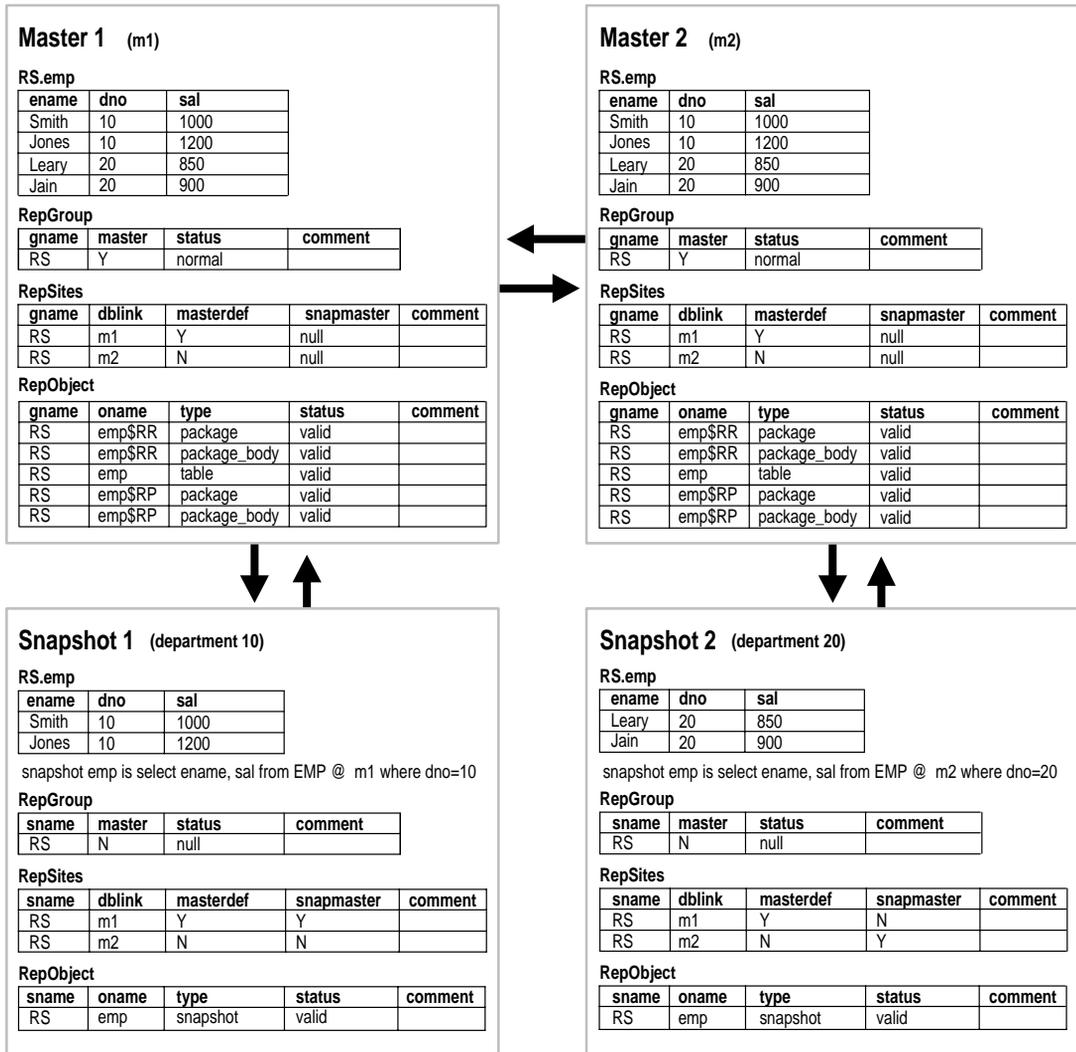 Master 1 (m1)
RS.emp
ename dno sal
Smith 10 1000
Jones 10 1200
Leary 20 850
Jain 20 900
RepGroup
gname master status comment
RS Y normal
RepSites
gname dblink masterdef snapmaster comment
RS m1 Y null
RS m2 N null
RepObject
gname oname type status comment
RS emp$RR package valid
RS emp$RR package_body valid
RS emp table valid
RS emp$RP package valid
RS emp$RP package_body valid
Master 2 (m2)
RS.emp
ename dno sal
Smith 10 1000
Jones 10 1200
Leary 20 850
Jain 20 900
RepGroup
gname master status comment
RS Y normal
RepSites
gname dblink masterdef snapmaster comment
RS m1 Y null
RS m2 N null
RepObject
gname oname type status comment
RS emp$RR package valid
RS emp$RR package_body valid
RS emp table valid
RS emp$RP package valid
RS emp$RP package_body valid
Snapshot 1 (department 10)
RS.emp
ename dno sal
Smith 10 1000
Jones 10 1200
snapshot emp is select ename, sal from EMP @ m1 where dno=10
RepGroup
sname master status comment
RS N null
RepSites
sname dblink masterdef snapmaster comment
RS m1 Y Y
RS m2 N N
RepObject
sname oname type status comment
RS emp snapshot valid
Snapshot 2 (department 20)
RS.emp
ename dno sal
Leary 20 850
Jain 20 900
snapshot emp is select ename, sal from EMP @ m2 where dno=20
RepGroup
sname master status comment
RS N null
RepSites
sname dblink masterdef snapmaster comment
RS m1 Y N
RS m2 N Y
RepObject
sname oname type status comment
RS emp snapshot valid